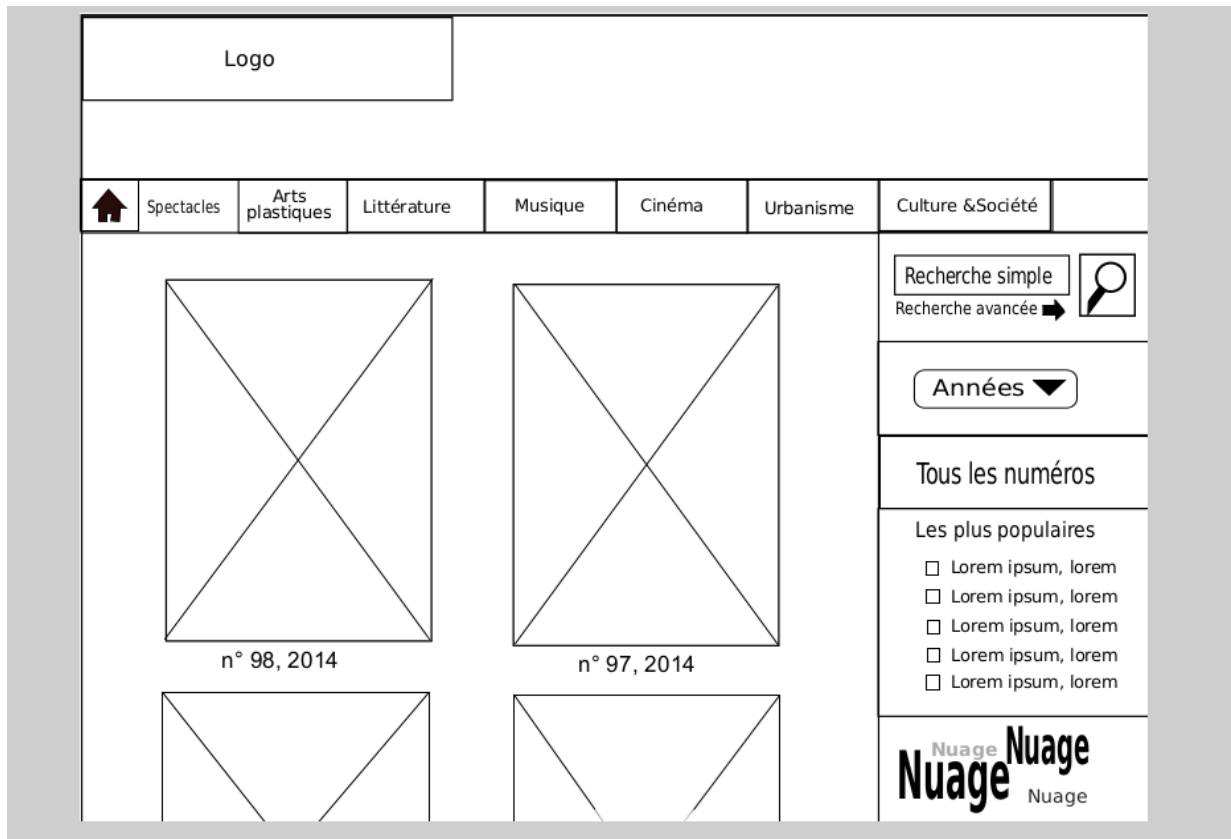 Logo
Spectacles
Arts
plastiques
Littérature
Musique
Cinéma
Urbanisme
Culture &Société
Recherche simple
Recherche avancée
Années
Tous les numéros
Les plus populaires
Lorem ipsum, lorem
Lorem ipsum, lorem
Lorem ipsum, lorem
Lorem ipsum, lorem
Lorem ipsum, lorem
n° 98, 2014
n° 97, 2014
Nuage
Nuage
Nuage
Nuage